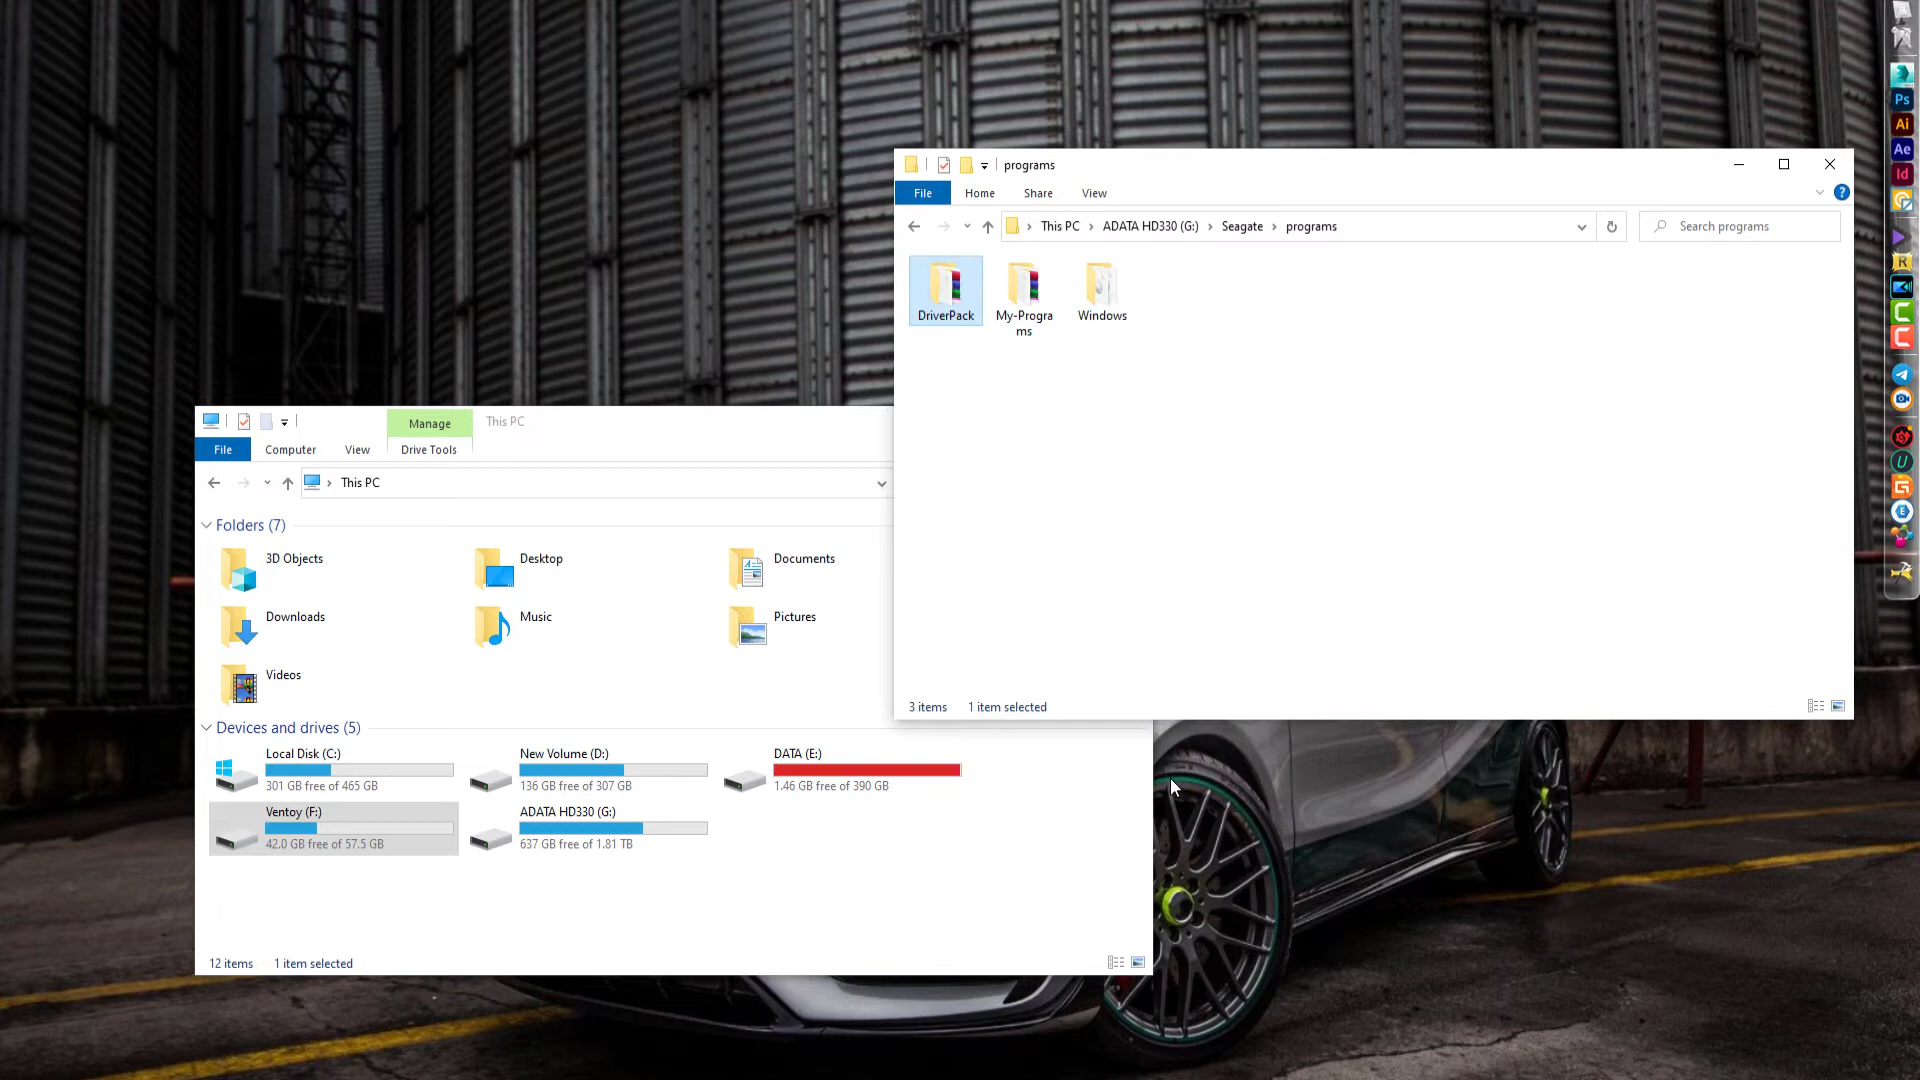 programs
File
Home
Share
View
This PC
ADATA HD330 (G:)
Seagate
programs
Search programs
DriverPack
My-Progra
ms
Windows
3 items
1 item selected
Manage
This PC
File
Computer
View
Drive Tools
This PC
Folders (7)
3D Objects
Desktop
Documents
Downloads
Music
Pictures
Videos
Devices and drives (5)
Local Disk (C:)
301 GB free of 465 GB
New Volume (D:)
136 GB free of 307 GB
DATA (E:)
1.46 GB free of 390 GB
Ventoy (F:)
42.0 GB free of 57.5 GB
ADATA HD330 (G:)
637 GB free of 1.81 TB
12 items
1 item selected
Ps
Ai
Ae
Id
R